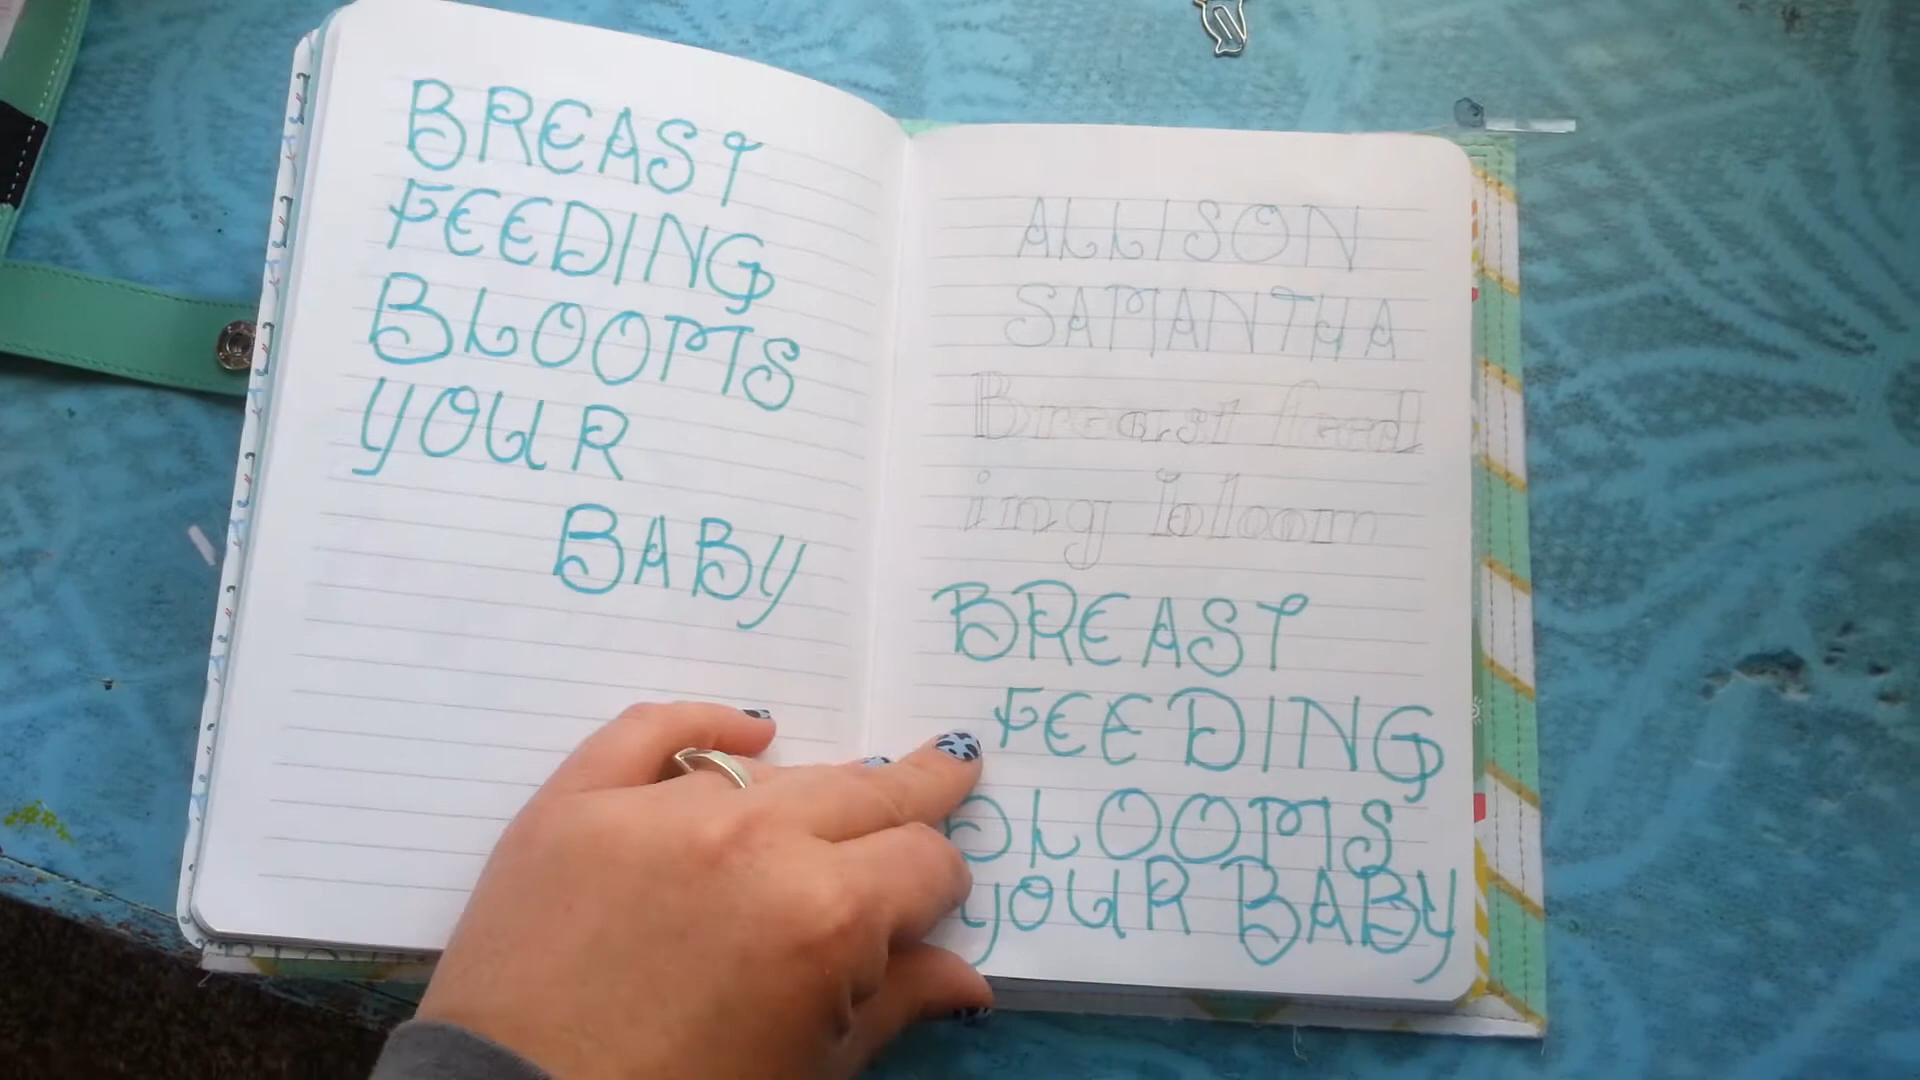 BREAST
FEEDING
BLOOMS
YOUR
BABY
ALLISON
SAMANTHA
Breast feed
ing bloom
BREAST
FEEDING
BLOOMS
YOUR BABY